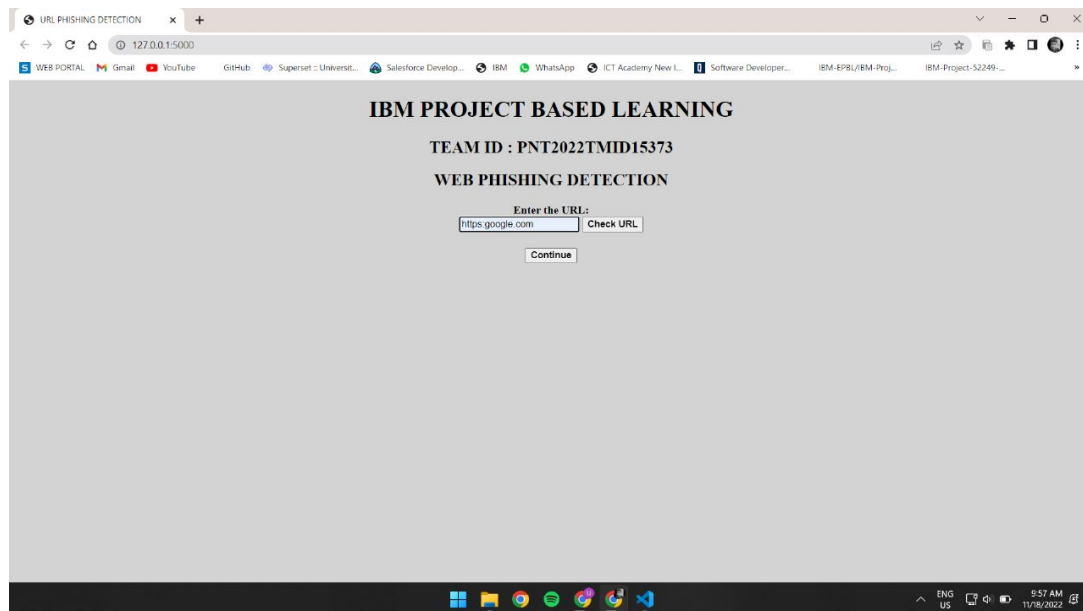 URL PHISHING DETECTION
127.0.0.1:5000
WEB PORTAL Gmail YouTube GitHub Superset :: Universit... Salesforce Develop... IBM WhatsApp ICT Academy New I... Software Developer... IBM-EPBL/IBM-Proj... IBM-Project-52249-...
IBM PROJECT BASED LEARNING
TEAM ID : PNT2022TMID15373
WEB PHISHING DETECTION
Enter the URL:
https:google.com Check URL
Continue
ENG 9:57 AM
US 11/18/2022